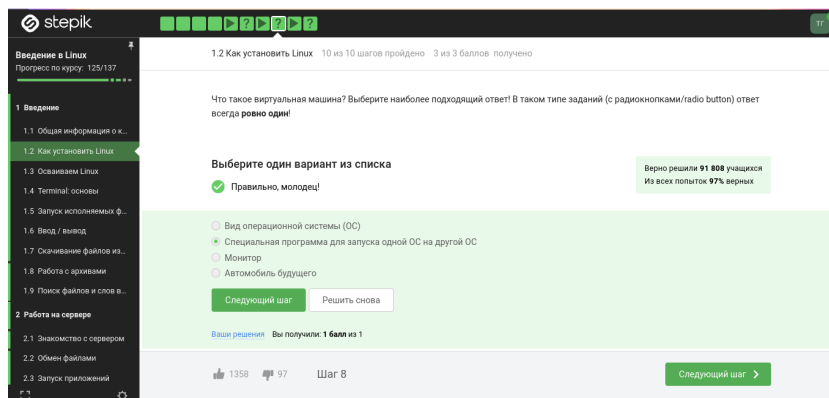 stepik
ТГ
Введение в Linux
Прогресс по курсу: 125/137
1 Введение
1.1 Общая информация о к...
1.2 Как установить Linux
1.3 Осваиваем Linux
1.4 Terminal: основы
1.5 Запуск исполняемых ф...
1.6 Ввод / вывод
1.7 Скачивание файлов из...
1.8 Работа с архивами
1.9 Поиск файлов и слов в...
2 Работа на сервере
2.1 Знакомство с сервером
2.2 Обмен файлами
2.3 Запуск приложений
1.2 Как установить Linux 10 из 10 шагов пройдено 3 из 3 баллов получено
Что такое виртуальная машина? Выберите наиболее подходящий ответ! В таком типе заданий (с радиокнопками/radio button) ответ
всегда ровно один!
Выберите один вариант из списка
Правильно, молодец!
Верно решили 91 808 учащихся
Из всех попыток 97% верных
Вид операционной системы (ОС)
Специальная программа для запуска одной ОС на другой ОС
Монитор
Автомобиль будущего
Следующий шаг
Решить снова
Ваши решения Вы получили: 1 балл из 1
1358 97 Шаг 8
Следующий шаг